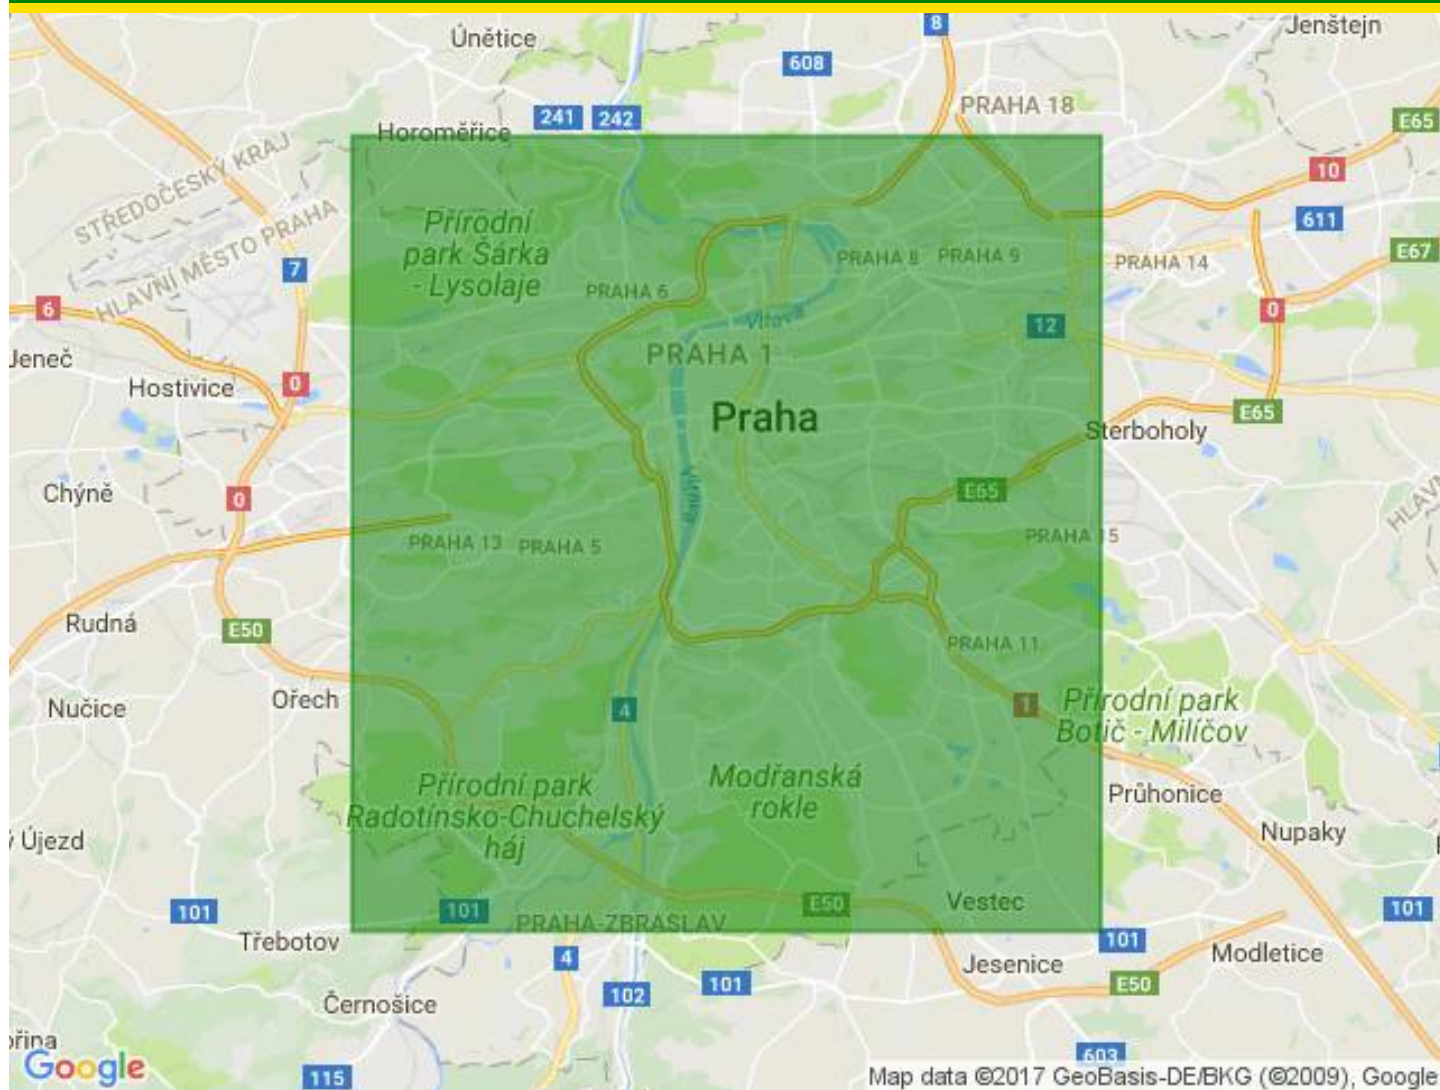 8
Jenštejn
Únětice
608
PRAHA 18
241
242
E65
Horoměřice
STŘEDOČESKÝ KRAJ
10
HLAVNÍ MĚSTO PRAHA
Přírodní
park Šárka
- Lysolaje
611
E67
7
PRAHA 8
PRAHA 9
PRAHA 14
PRAHA 6
6
0
Vltava
12
Jeneč
PRAHA 1
Hostivice
0
Praha
E65
Sterboholy
Chýně
0
Vltava
E65
HLAVN
PRAHA 13
PRAHA 5
PRAHA 15
Rudná
E50
PRAHA 11
Nučice
Ořech
4
1
Přírodní park
Botič - Milíčov
Přírodní park
Radotínsko-Chuchelský
háj
Modřanská
rokle
Průhonice
ý Újezd
Nupaky
101
101
PRAHA-ZBRASLAV
E50
Vestec
101
Třebotov
4
101
Modletice
Jesenice
101
102
E50
Černošice
ořina
Google
115
603
Map data ©2017 GeoBasis-DE/BKG (©2009), Google